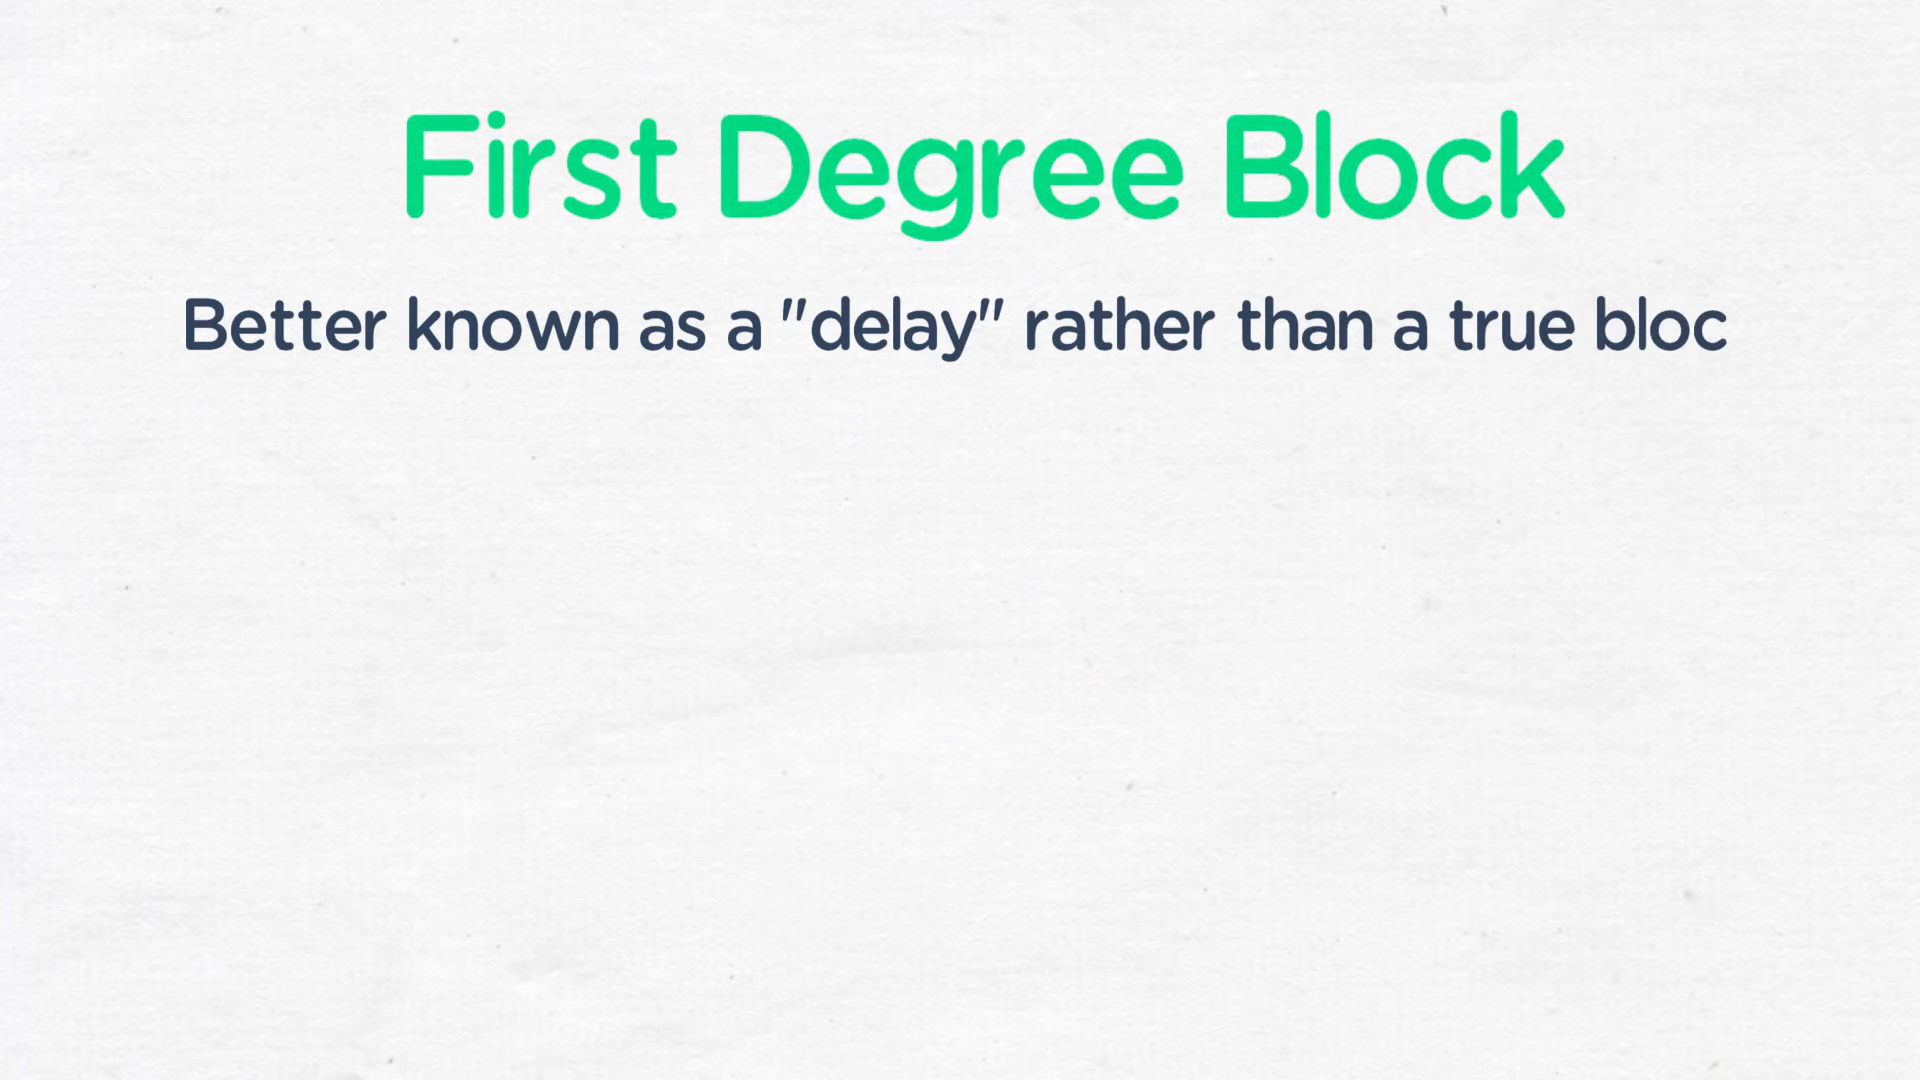 First Degree Block
Better known as a "delay" rather than a true bloc